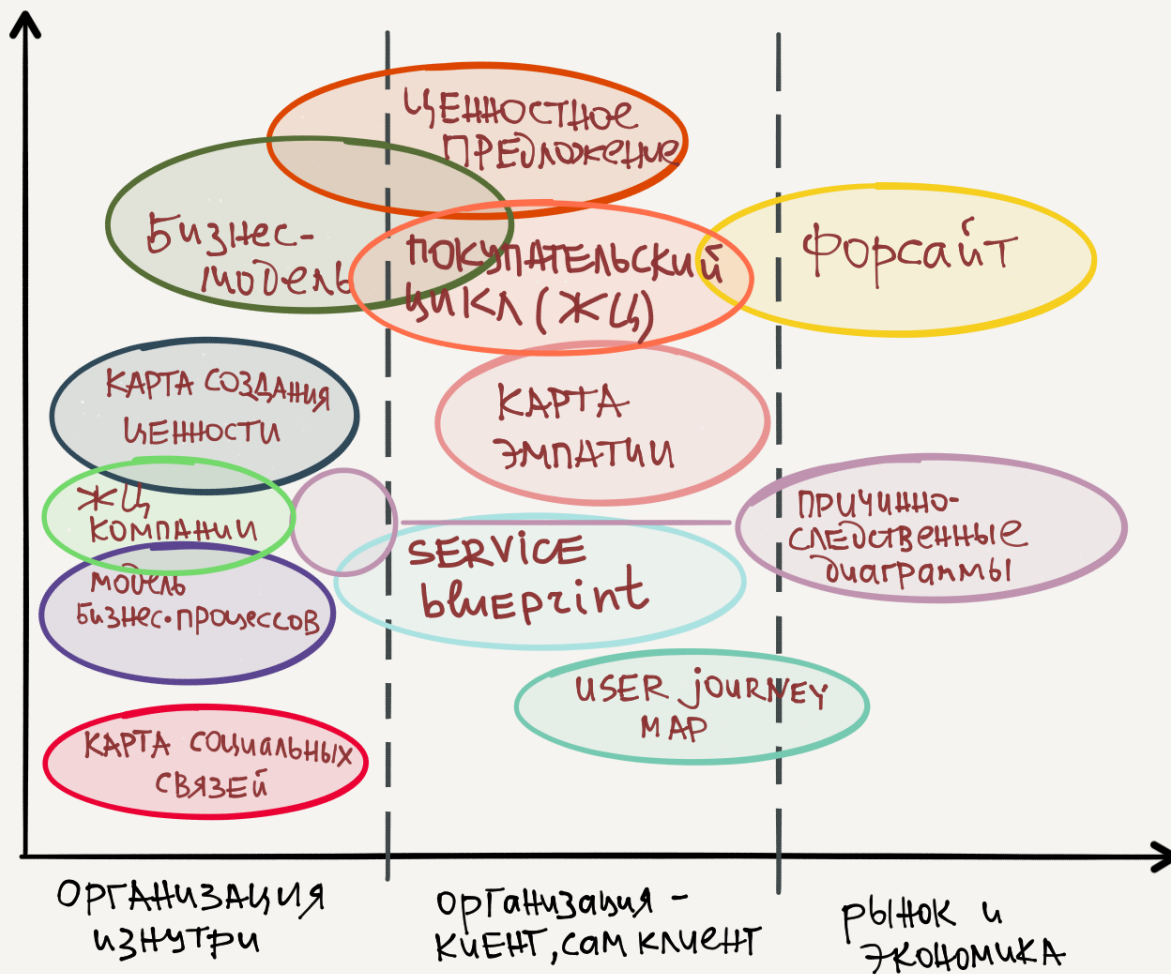 ЦЕННОСТНОЕ
ПРЕДЛОЖЕНИЕ
БИЗНЕС-
МОДЕЛЬ
ПОКУПАТЕЛЬСКИЙ
ЦИКЛ (ЖЦ)
ФОРСАЙТ
КАРТА СОЗДАНИЯ
ЦЕННОСТИ
КАРТА
ЭМПАТИИ
ЖЦ
КОМПАНИИ
ПРИЧИННО-
СЛЕДСТВЕННЫЕ
ДИАГРАММЫ
SERVICE
blueprint
МОДЕЛЬ
БИЗНЕС-ПРОЦЕССОВ
USER JOURNEY
MAP
КАРТА СОЦИАЛЬНЫХ
СВЯЗЕЙ
ОРГАНИЗАЦИЯ
ИЗНУТРИ
ОРГАНИЗАЦИЯ -
КИЕНТ, САМ КЛИЕНТ
РЫНОК И
ЭКОНОМИКА